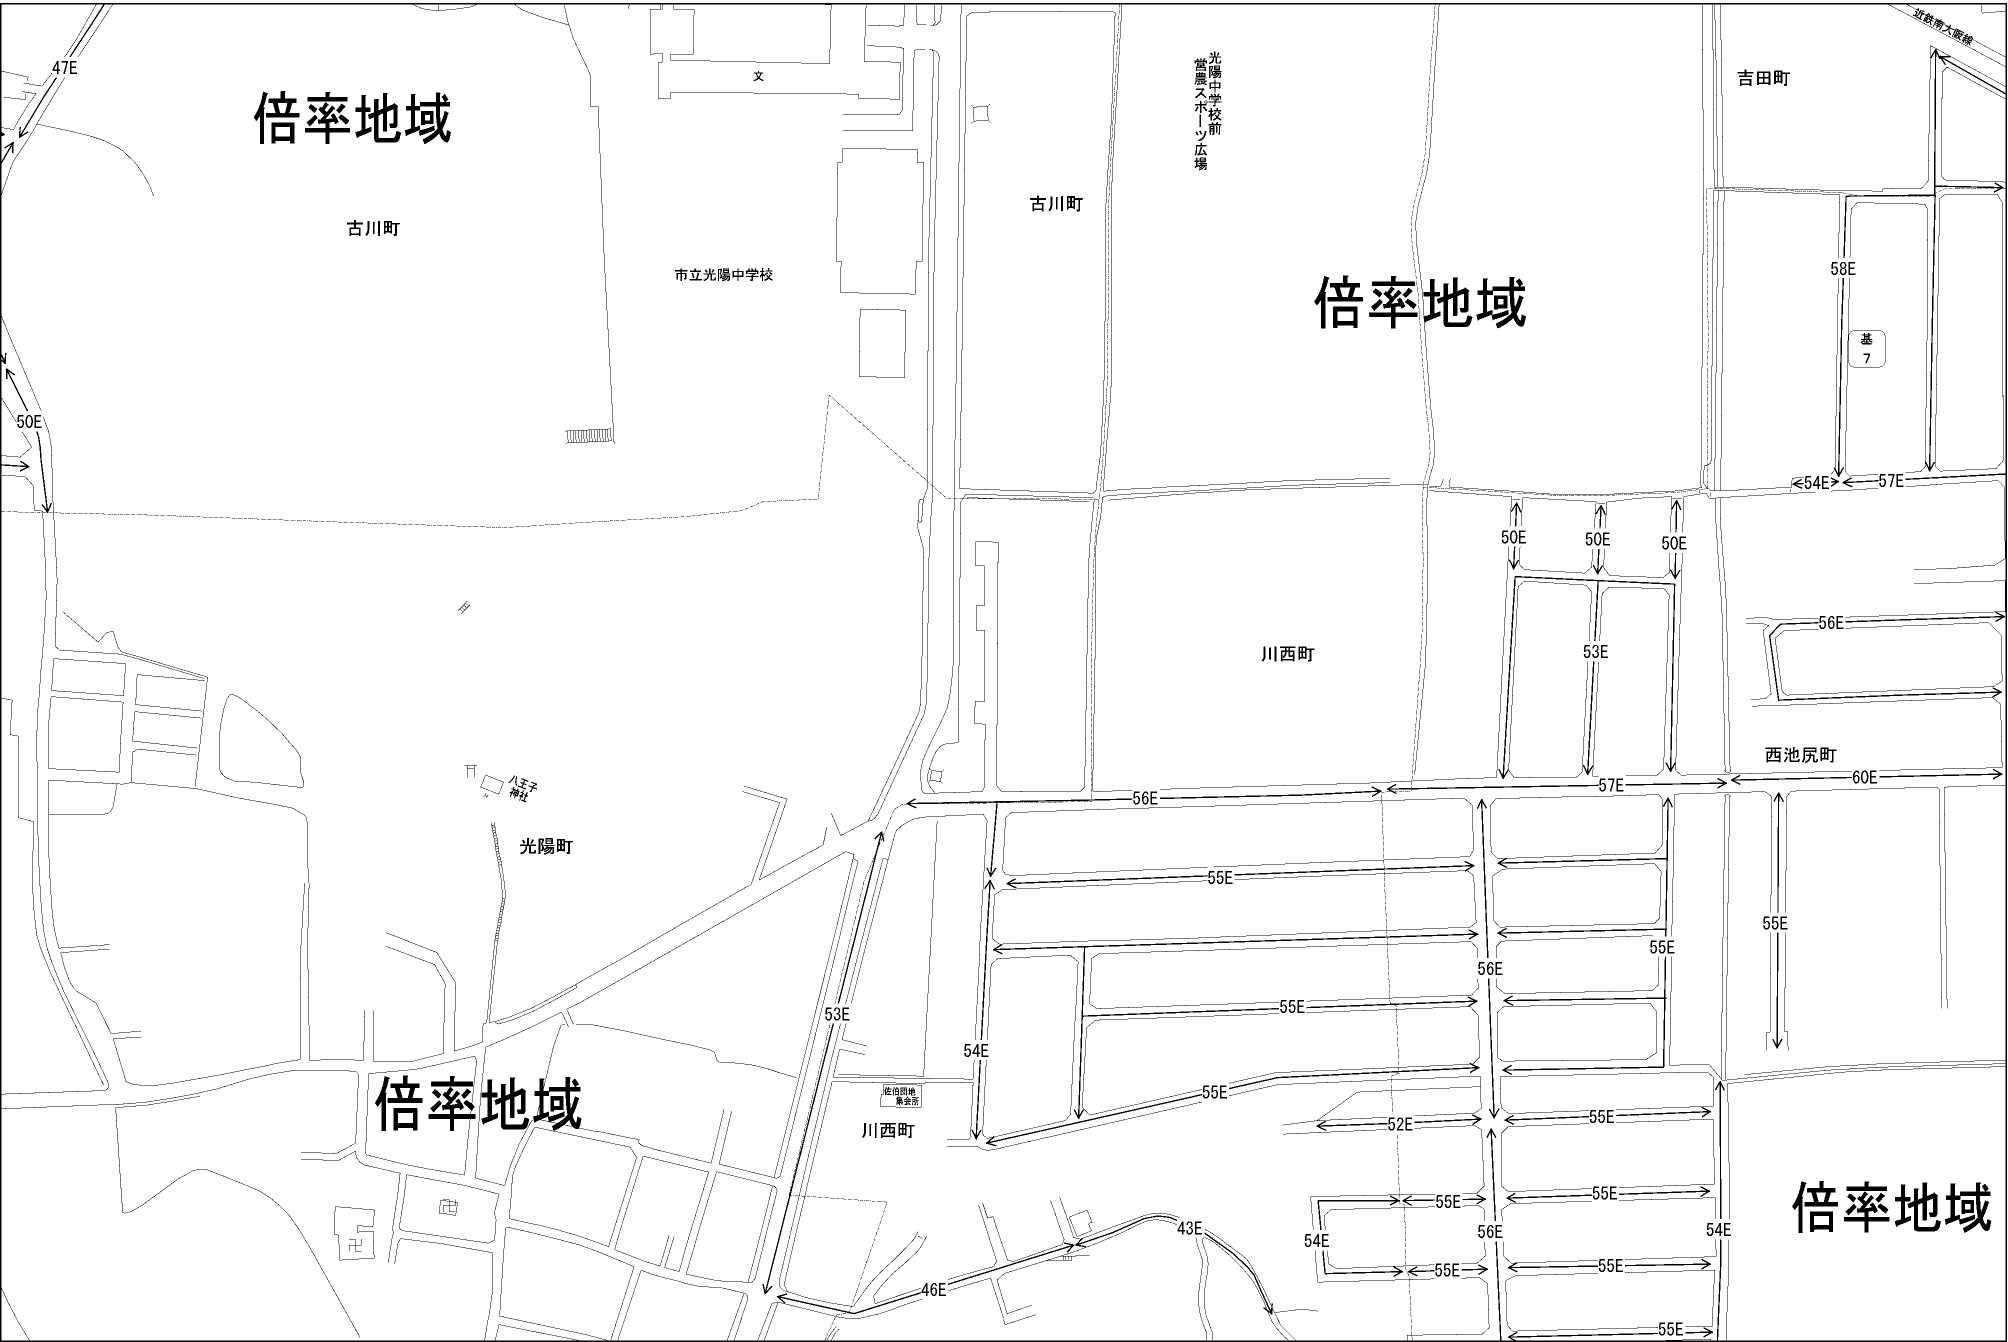 近鉄南大阪線
47E
文
光陽中学校前
営農スポーツ広場
吉田町
倍率地域
古川町
古川町
市立光陽中学校
58E
倍率地域
基
7
50E
54E
57E
50E
50E
50E
56E
53E
川西町
西池尻町
60E
56E
57E
八王子
神社
光陽町
55E
55E
55E
56E
55E
53E
54E
佐伯団地
集会所
55E
倍率地域
川西町
52E
55E
55E
55E
倍率地域
43E
54E
56E
54E
55E
55E
46E
55E